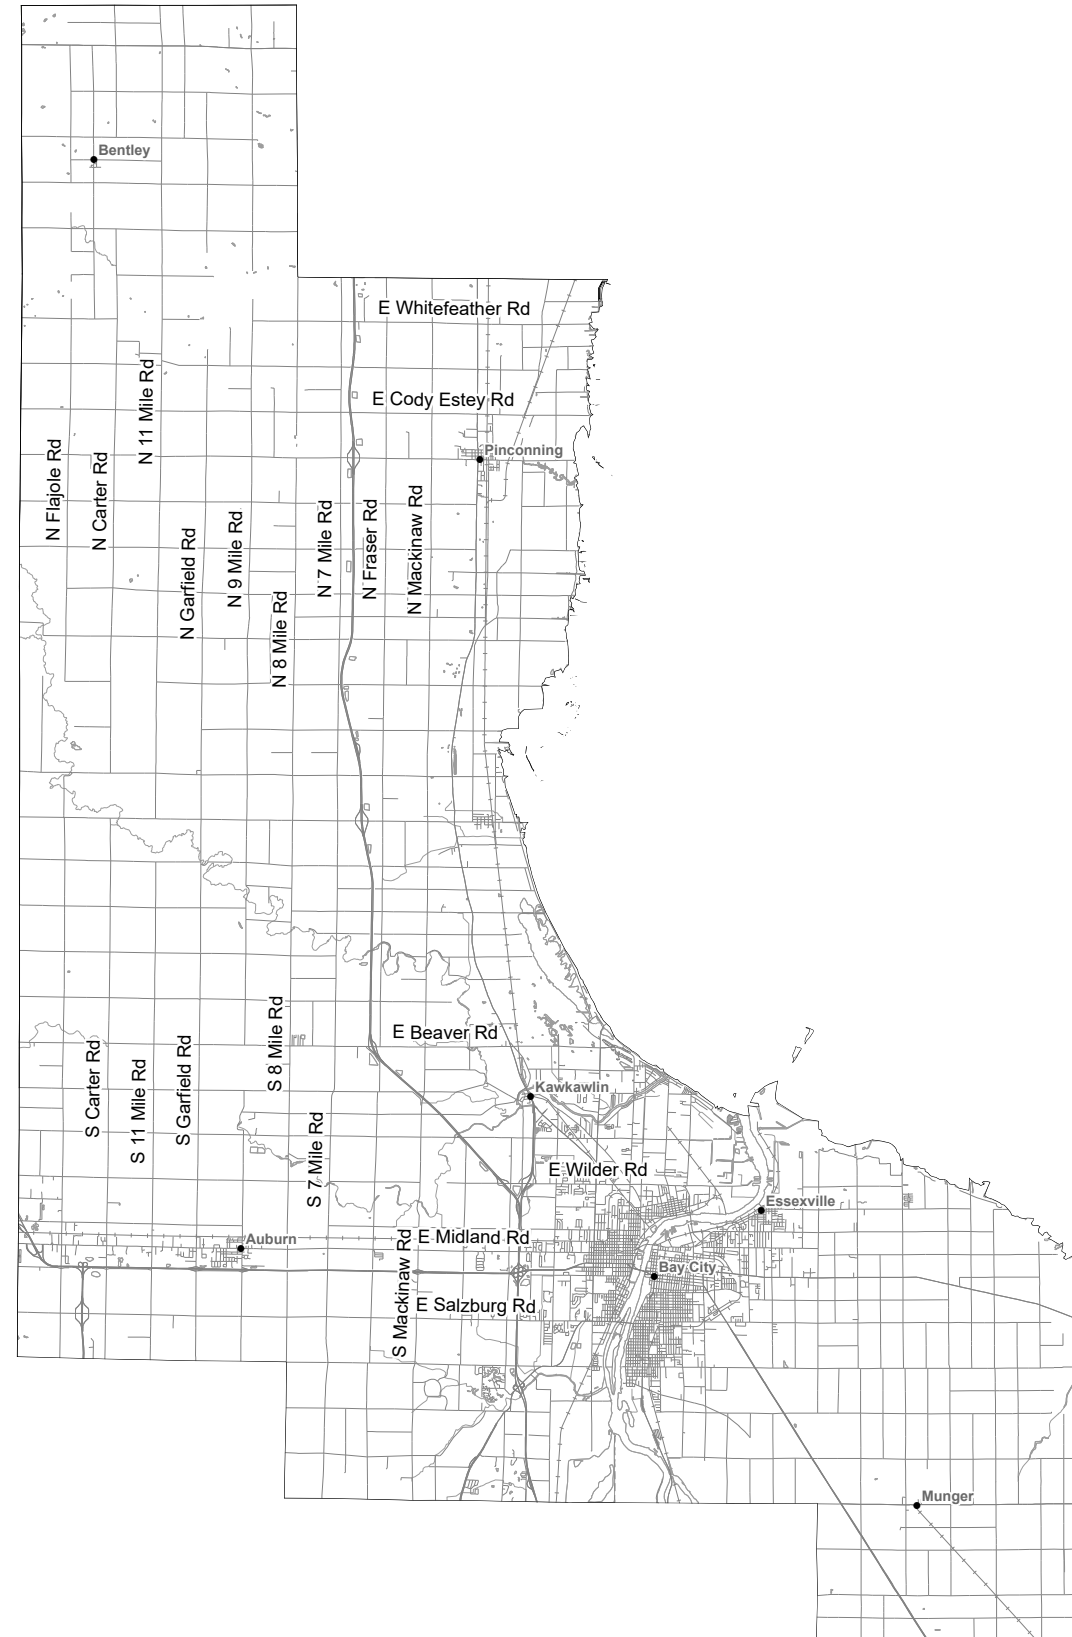 Bentley
E Whitefeather Rd
E Cody Estey Rd
N 11 Mile Rd
Pinconning
N Flajole Rd
N Carter Rd
N Garfield Rd
N 9 Mile Rd
N 8 Mile Rd
N 7 Mile Rd
N Fraser Rd
N Mackinaw Rd
E Beaver Rd
S Carter Rd
S 11 Mile Rd
S Garfield Rd
S 8 Mile Rd
S 7 Mile Rd
Kawkawlin
E Wilder Rd
Essexville
Auburn
E Midland Rd
S Mackinaw Rd
Bay City
E Salzburg Rd
Munger